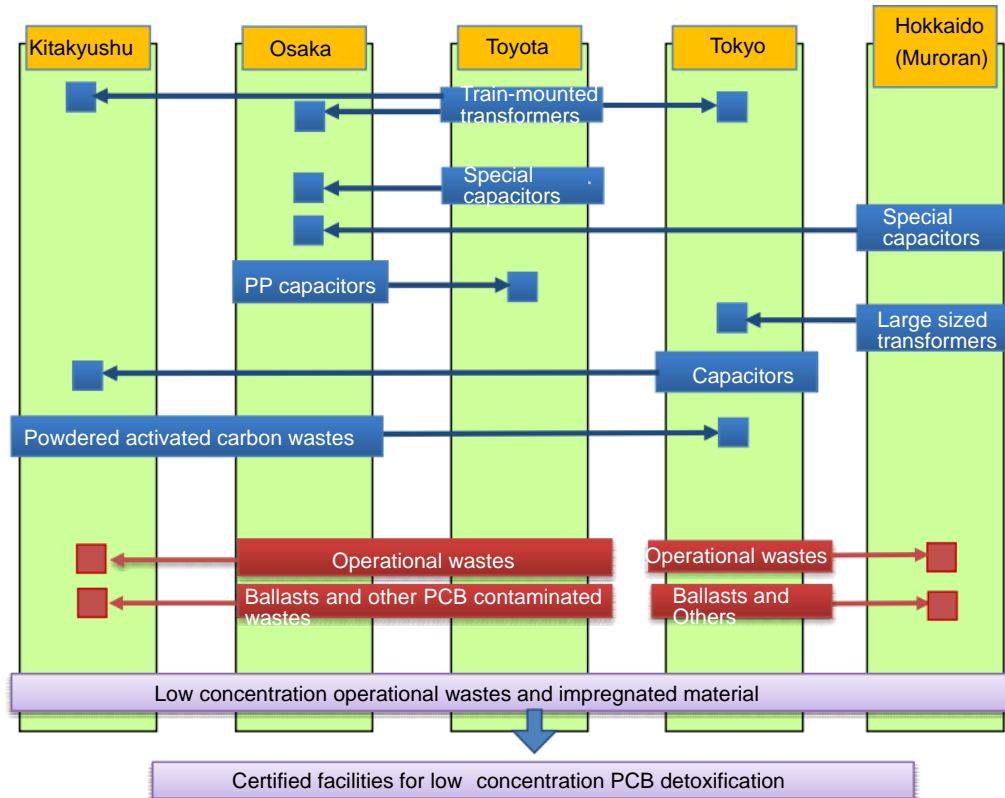 Kitakyushu
Osaka
Toyota
Tokyo
Hokkaido
(Muroran)
Train-mounted
transformers
Special .
capacitors
Special
capacitors
PP capacitors
Large sized
transformers
Capacitors
Powdered activated carbon wastes
Operational wastes
Operational wastes
Ballasts and other PCB contaminated
wastes
Ballasts and
Others
Low concentration operational wastes and impregnated material
Certified facilities for low concentration PCB detoxification